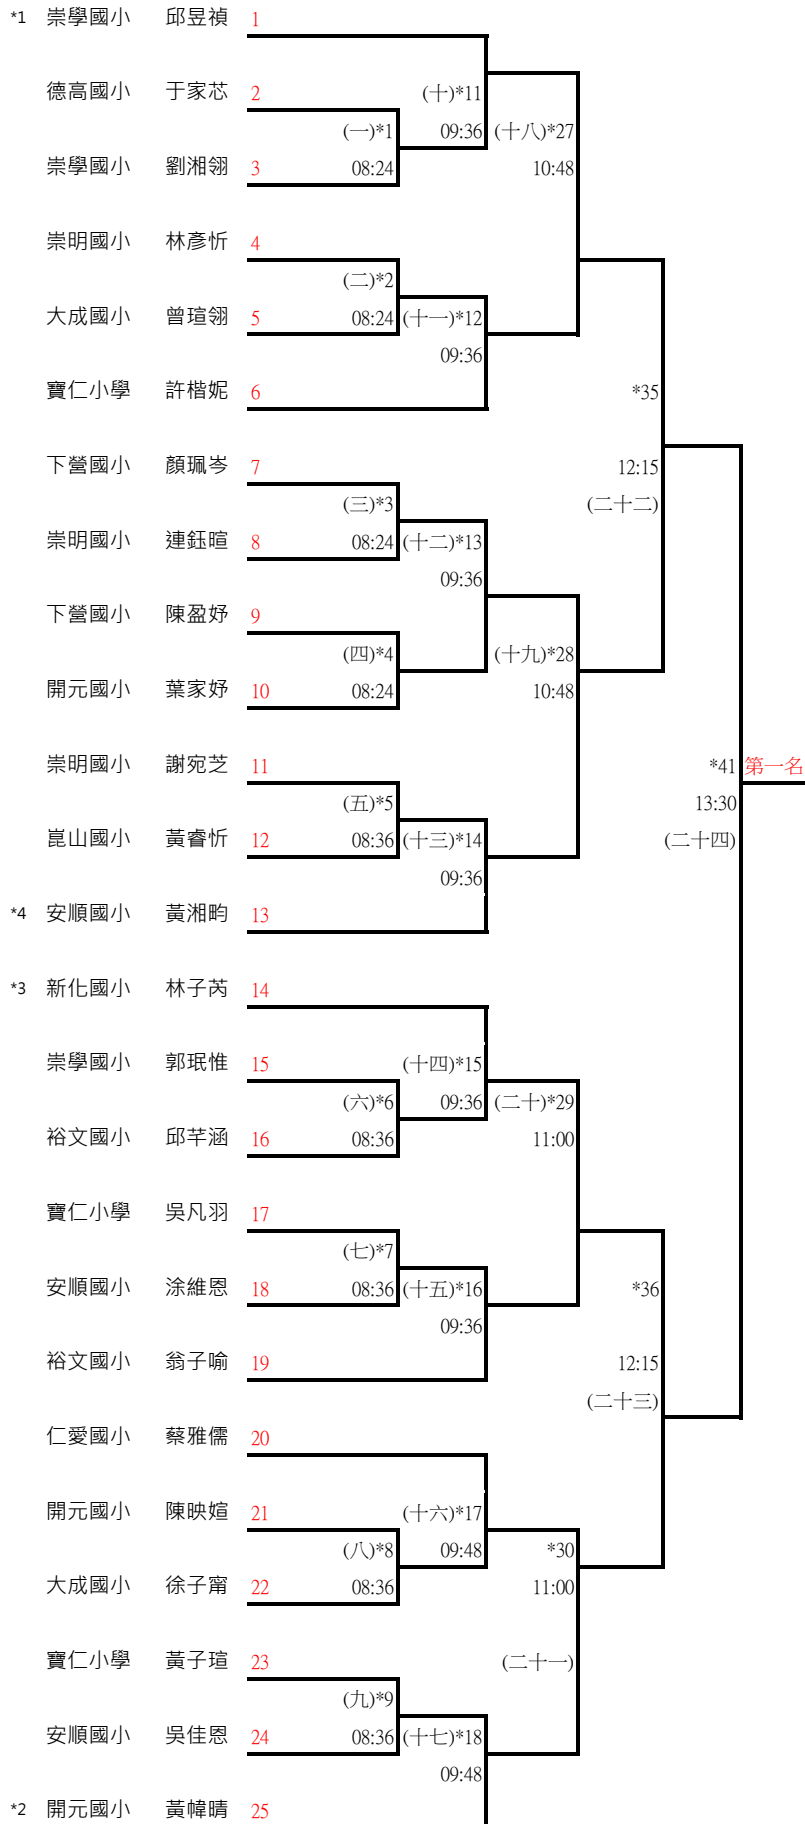 *1 崇學國小 邱昱禎 1
德高國小 于家芯 2 (十)*11
(一)*1 09:36 (十八)*27
崇學國小 劉湘翎 3 08:24 10:48
崇明國小 林彥忻 4
(二)*2
大成國小 曾瑄翎 5 08:24 (十一)*12
09:36
寶仁小學 許楷妮 6 *35
下營國小 顏珮岑 7 12:15
(三)*3 (二十二)
崇明國小 連鈺暄 8 08:24 (十二)*13
09:36
下營國小 陳盈妤 9
(四)*4 (十九)*28
開元國小 葉家妤 10 08:24 10:48
崇明國小 謝宛芝 11 *41 第一名
(五)*5 13:30
崑山國小 黃睿忻 12 08:36 (十三)*14 (二十四)
09:36
*4 安順國小 黃湘畇 13
*3 新化國小 林子芮 14
崇學國小 郭珉惟 15 (十四)*15
(六)*6 09:36 (二十)*29
裕文國小 邱芊涵 16 08:36 11:00
寶仁小學 吳凡羽 17
(七)*7
安順國小 涂維恩 18 08:36 (十五)*16 *36
09:36
裕文國小 翁子喻 19 12:15
(二十三)
仁愛國小 蔡雅儒 20
開元國小 陳映媗 21 (十六)*17
(八)*8 09:48 *30
大成國小 徐子甯 22 08:36 11:00
寶仁小學 黃子瑄 23 (二十一)
(九)*9
安順國小 吳佳恩 24 08:36 (十七)*18
09:48
*2 開元國小 黃幃晴 25